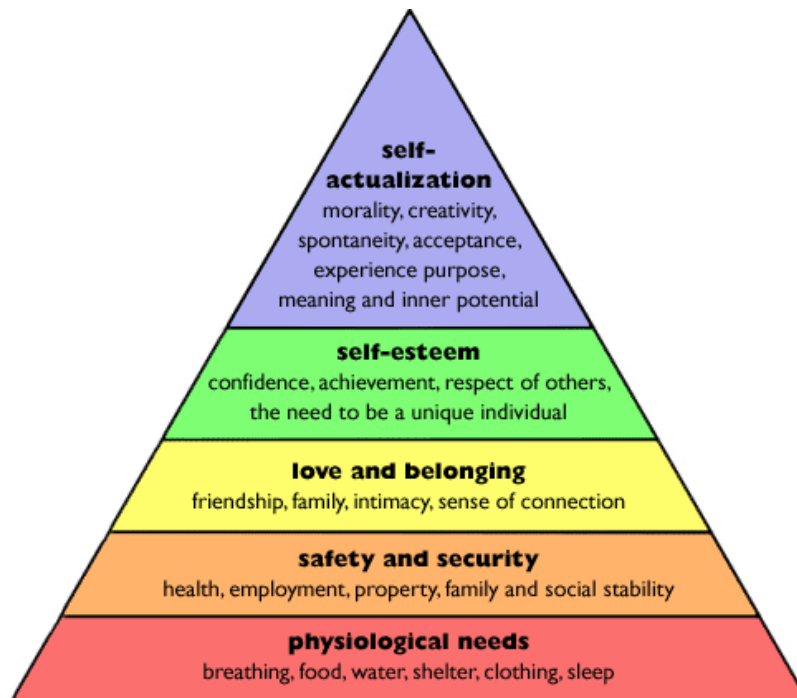 self-
actualization
morality, creativity,
spontaneity, acceptance,
experience purpose,
meaning and inner potential
self-esteem
confidence, achievement, respect of others,
the need to be a unique individual
love and belonging
friendship, family, intimacy, sense of connection
safety and security
health, employment, property, family and social stability
physiological needs
breathing, food, water, shelter, clothing, sleep